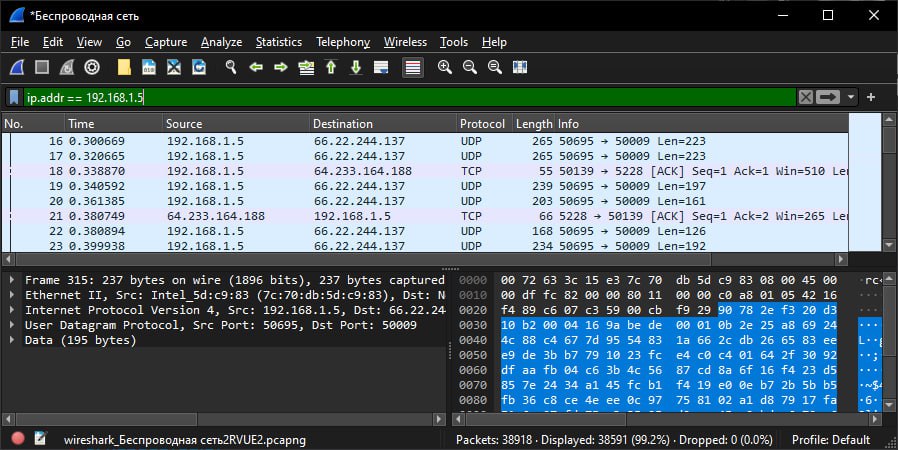 *Беспроводная сеть
File Edit View Go Capture Analyze Statistics Telephony Wireless Tools Help
ip.addr == 192.168.1.5
No. Time Source Destination Protocol Length Info
16 0.300669 192.168.1.5 66.22.244.137 UDP 265 50695 → 50009 Len=223
17 0.320665 192.168.1.5 66.22.244.137 UDP 265 50695 → 50009 Len=223
18 0.338870 192.168.1.5 64.233.164.188 TCP 55 50139 → 5228 [ACK] Seq=1 Ack=1 Win=510 Len
19 0.340592 192.168.1.5 66.22.244.137 UDP 239 50695 → 50009 Len=197
20 0.361385 192.168.1.5 66.22.244.137 UDP 203 50695 → 50009 Len=161
21 0.380749 64.233.164.188 192.168.1.5 TCP 66 5228 → 50139 [ACK] Seq=1 Ack=2 Win=265 Len
22 0.380894 192.168.1.5 66.22.244.137 UDP 168 50695 → 50009 Len=126
23 0.399938 192.168.1.5 66.22.244.137 UDP 234 50695 → 50009 Len=192
Frame 315: 237 bytes on wire (1896 bits), 237 bytes captured
Ethernet II, Src: Intel_5d:c9:83 (7c:70:db:5d:c9:83), Dst: N
Internet Protocol Version 4, Src: 192.168.1.5, Dst: 66.22.24
User Datagram Protocol, Src Port: 50695, Dst Port: 50009
Data (195 bytes)
0000 00 72 63 3c 15 e3 7c 70 db 5d c9 83 08 00 45 00 ·rc<
0010 00 df fc 82 00 00 80 11 00 00 c0 a8 01 05 42 16
0020 f4 89 c6 07 c3 59 00 cb f9 29 90 78 2e f3 20 d3
0030 10 b2 00 04 16 9a be de 00 01 0b 2e 25 a8 69 24
0040 4c 88 c4 67 7d 95 54 83 1a 66 2c db 26 65 83 ee
0050 e9 de 3b b7 79 10 23 fc e4 c0 c4 01 64 2f 30 92
0060 df aa fb 04 c6 3b 4c 56 87 cd 8a 6f 16 f4 23 d5
0070 85 7e 24 34 a1 45 fc b1 f4 19 e0 0e b7 2b 5b b5 ·~$4
0080 fb 36 c8 ce 4e ee 0c 97 75 81 02 a1 d8 79 17 fa ·6
wireshark_Беспроводная сеть2RVUE2.pcapng
Packets: 38918 · Displayed: 38591 (99.2%) · Dropped: 0 (0.0%)
Profile: Default